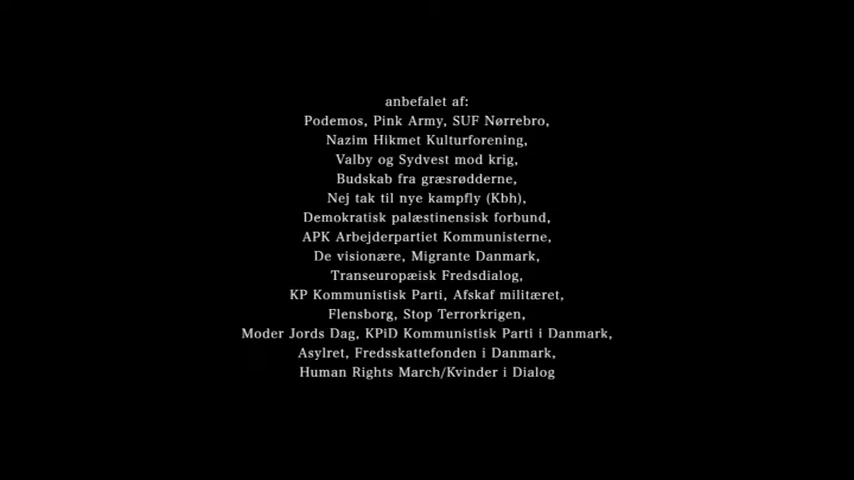 anbefalet af:
Podemos, Pink Army, SUF Nørrebro,
Nazim Hikmet Kulturforening,
Valby og Sydvest mod krig,
Budskab fra græsrødderne,
Nej tak til nye kampfly (Kbh),
Demokratisk palæstinensisk forbund,
APK Arbejderpartiet Kommunisterne,
De visionære, Migrante Danmark,
Transeuropæisk Fredsdialog,
KP Kommunistisk Parti, Afskaf militæret,
Flensborg, Stop Terrorkrigen,
Moder Jords Dag, KPiD Kommunistisk Parti i Danmark,
Asylret, Fredsskattefonden i Danmark,
Human Rights March/Kvinder i Dialog